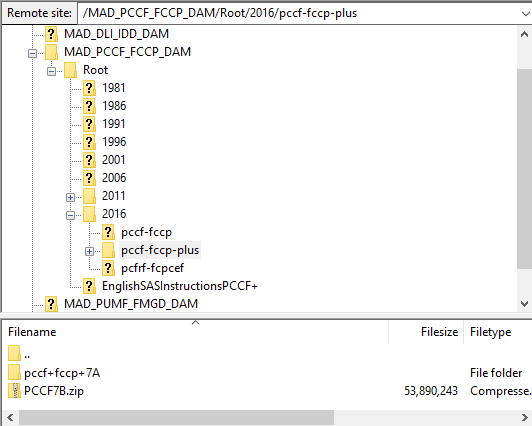 Remote site: /MAD_PCCF_FCCP_DAM/Root/2016/pccf-fccp-plus
MAD_DLI_IDD_DAM
MAD_PCCF_FCCP_DAM
Root
1981
1986
1991
1996
2001
2006
2011
2016
pccf-fccp
pccf-fccp-plus
pcfrf-fcpcef
EnglishSASInstructionsPCCF+
MAD_PUMF_FMGD_DAM
Filename Filesize Filetype
..
pccf+fccp+7A File folder
PCCF7B.zip 53,890,243 Compresse...